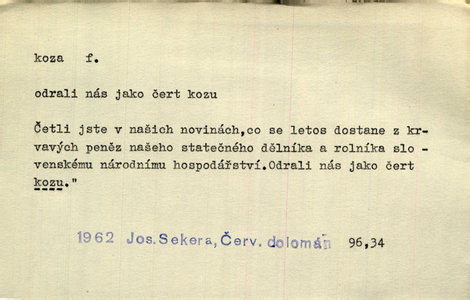 koza f.
odrali nás jako čert kozu
Četli jste v našich novinách,co se letos dostane z kr-
vavých peněz našeho statečného dělníka a rolníka slo -
venskému národnímu hospodářství.Odrali nás jako čert
kozu."
1962 Jos. Sekera, Červ. dolomán 96,34